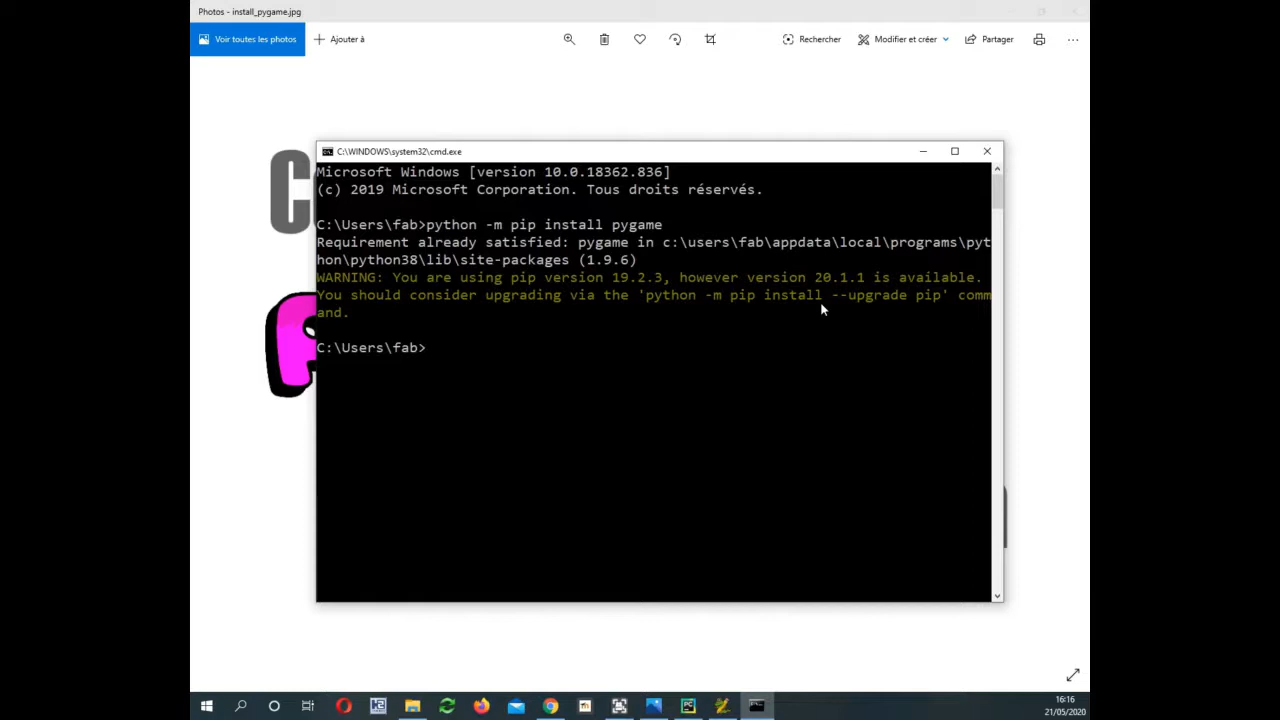 Photos - install_pygame.jpg
Voir toutes les photos
Ajouter à
Rechercher
Modifier et créer
Partager
C
C:\WINDOWS\system32\cmd.exe
Microsoft Windows [version 10.0.18362.836]
(c) 2019 Microsoft Corporation. Tous droits réservés.
C:\Users\fab>python -m pip install pygame
Requirement already satisfied: pygame in c:\users\fab\appdata\local\programs\pyt
hon\python38\lib\site-packages (1.9.6)
WARNING: You are using pip version 19.2.3, however version 20.1.1 is available.
You should consider upgrading via the 'python -m pip install --upgrade pip' comm
and.
C:\Users\fab>
PC
16:16
21/05/2020